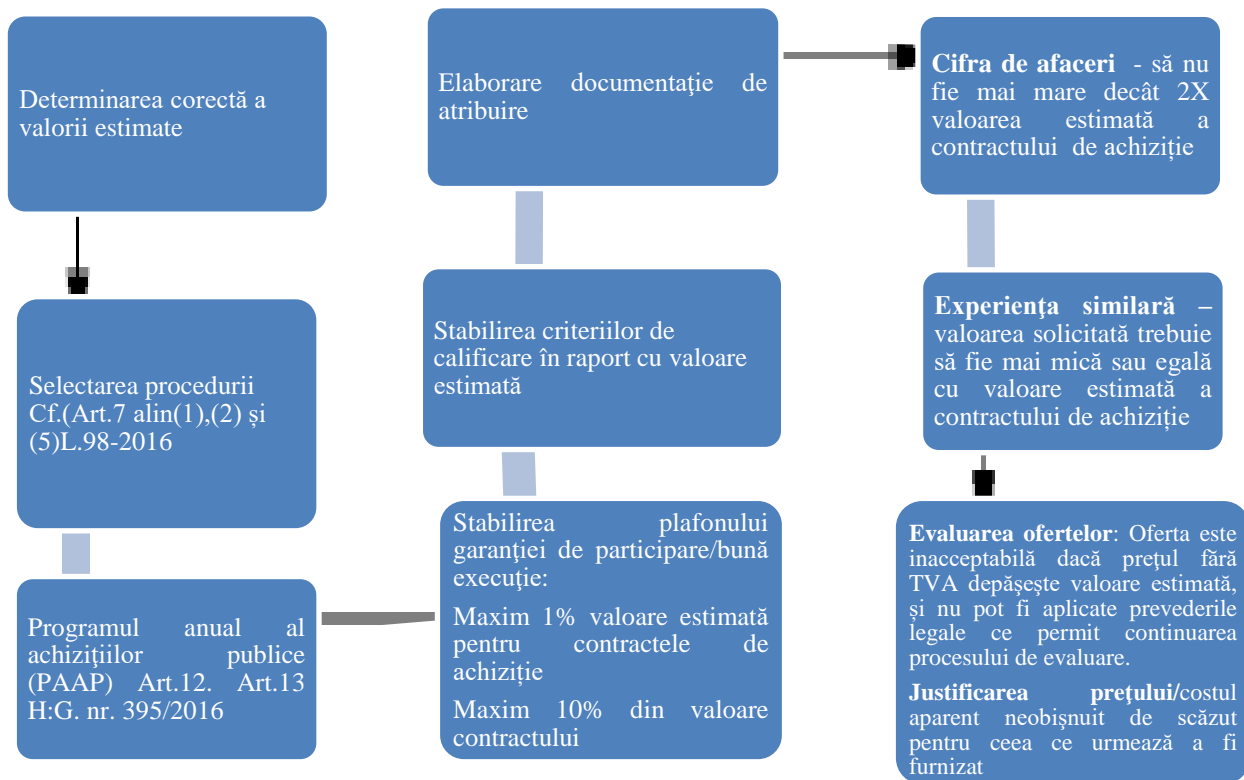 Determinarea corectă a
valorii estimate
Selectarea procedurii
Cf.(Art.7 alin(1),(2) și
(5)L.98-2016
Programul anual al
achiziţiilor publice
(PAAP) Art.12. Art.13
H:G. nr. 395/2016
Stabilirea plafonului
garanţiei de participare/bună
execuţie:
Maxim 1% valoare estimată
pentru contractele de
achiziție
Maxim 10% din valoare
contractului
Stabilirea criteriilor de
calificare în raport cu valoare
estimată
Elaborare documentaţie de
atribuire
Cifra de afaceri - să nu
fie mai mare decât 2X
valoarea estimată a
contractului de achiziție
Experienţa similară –
valoarea solicitată trebuie
să fie mai mică sau egală
cu valoare estimată a
contractului de achiziție
Evaluarea ofertelor: Oferta este
inacceptabilă dacă prețul fără
TVA depăşeşte valoare estimată,
și nu pot fi aplicate prevederile
legale ce permit continuarea
procesului de evaluare.
Justificarea preţului/costul
aparent neobişnuit de scăzut
pentru ceea ce urmează a fi
furnizat